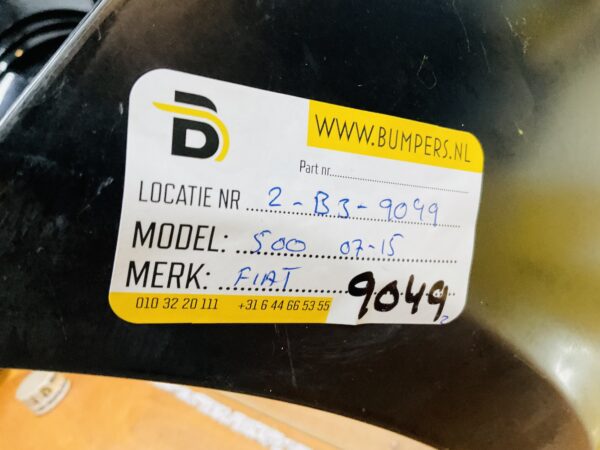 B
WWW.BUMPERS.NL
Part nr.
LOCATIE NR 2-B3-9049
MODEL: 500 07-15
MERK: FIAT
9049
010 32 20 111 +31 6 44 66 53 55